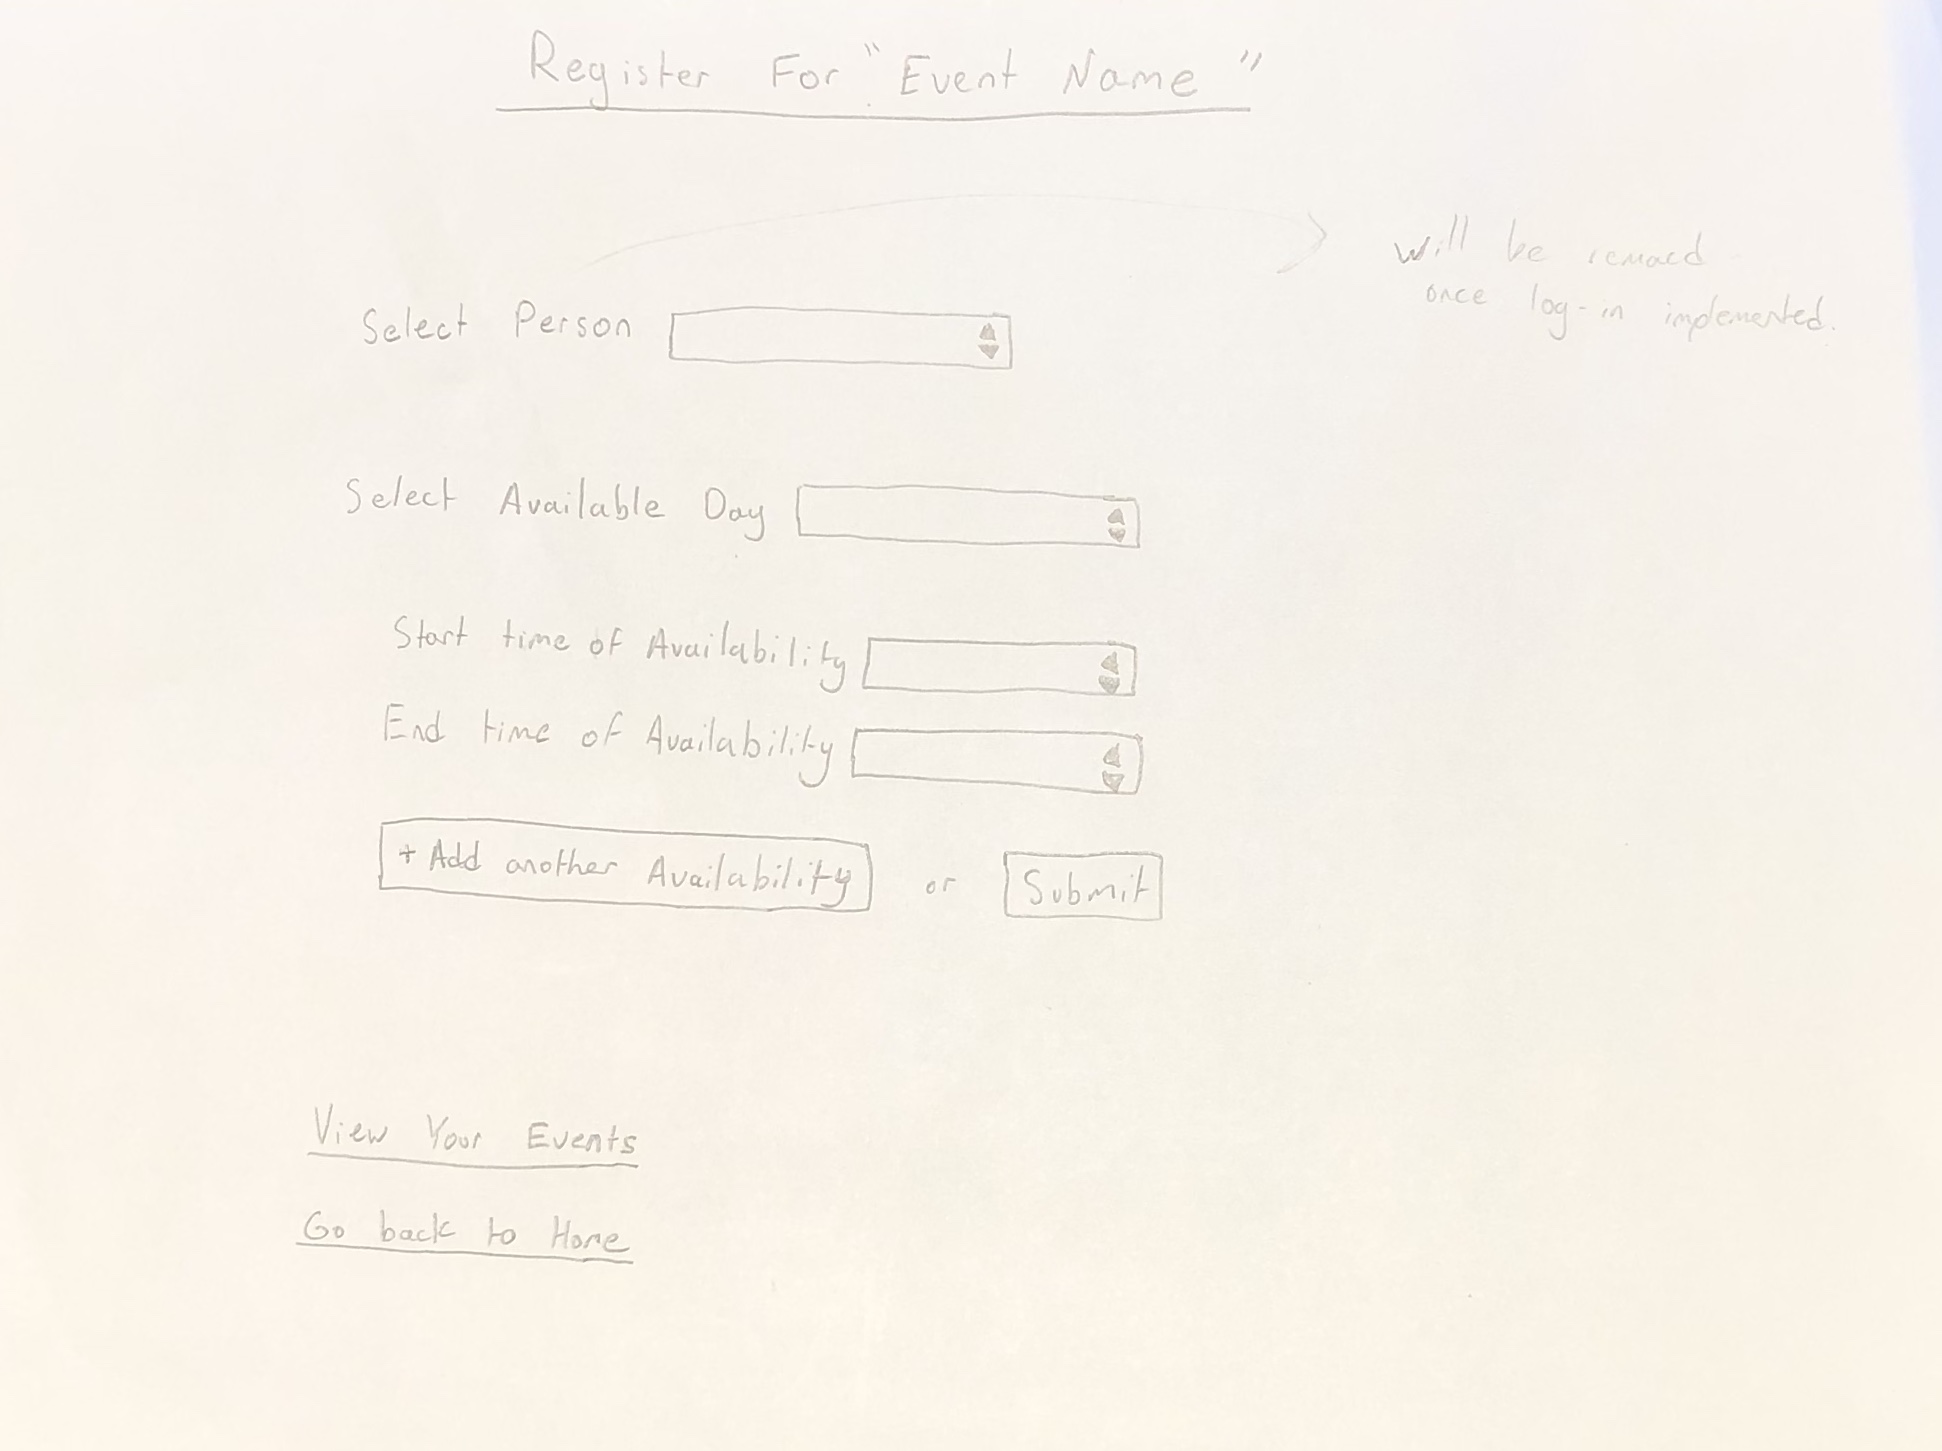 Register For "Event Name"
will be remaed
once log-in implemented.
Select Person
Select Available Day
Start time of Availability
End time of Availability
+ Add another Availability or Submit
View Your Events
Go back to Home